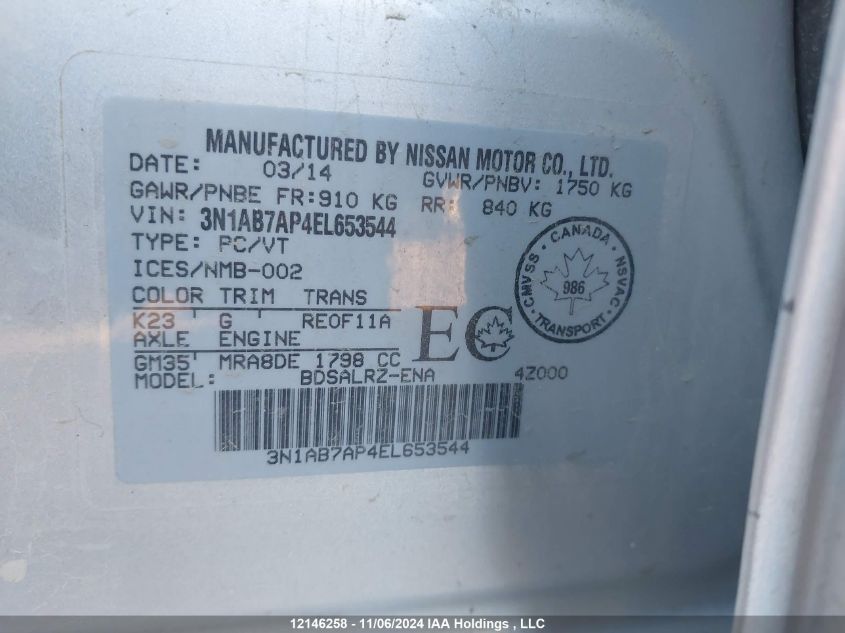 MANUFACTURED BY NISSAN MOTOR CO., LTD.
DATE: 03/14 GVWR/PNBV: 1750 KG
GAWR/PNBE FR:910 KG RR: 840 KG
VIN: 3N1AB7AP4EL653544
TYPE: PC/VT
ICES/NMB-002
COLOR TRIM TRANS
K23 G REOF11A
AXLE ENGINE
GM35 MRA8DE 1798 CC
MODEL: BDSALRZ-ENA 4Z000
EC
CANADA
CMVSS NSVAC
986
TRANSPORT
3N1AB7AP4EL653544
12146258 - 11/06/2024 IAA Holdings , LLC